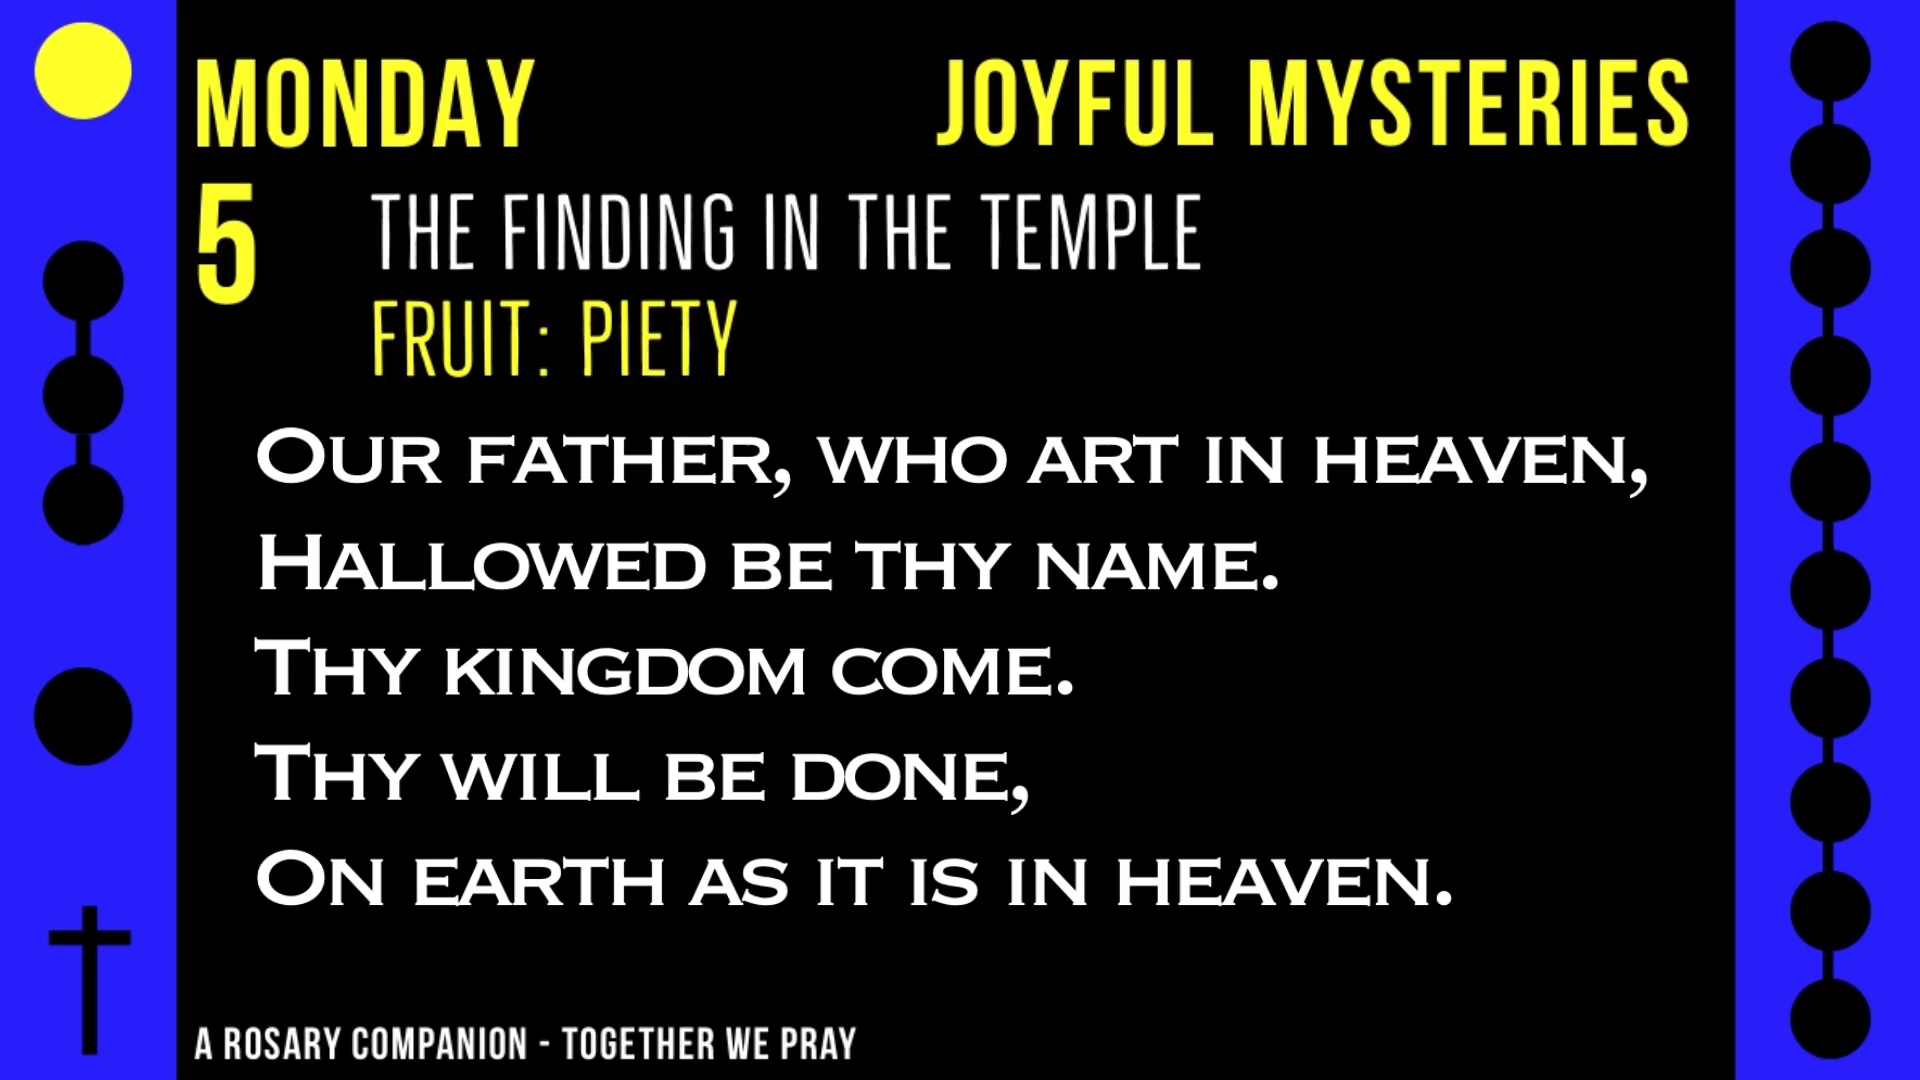 MONDAY JOYFUL MYSTERIES
5 THE FINDING IN THE TEMPLE
FRUIT: PIETY
OUR FATHER, WHO ART IN HEAVEN,
HALLOWED BE THY NAME.
THY KINGDOM COME.
THY WILL BE DONE,
ON EARTH AS IT IS IN HEAVEN.
A ROSARY COMPANION - TOGETHER WE PRAY